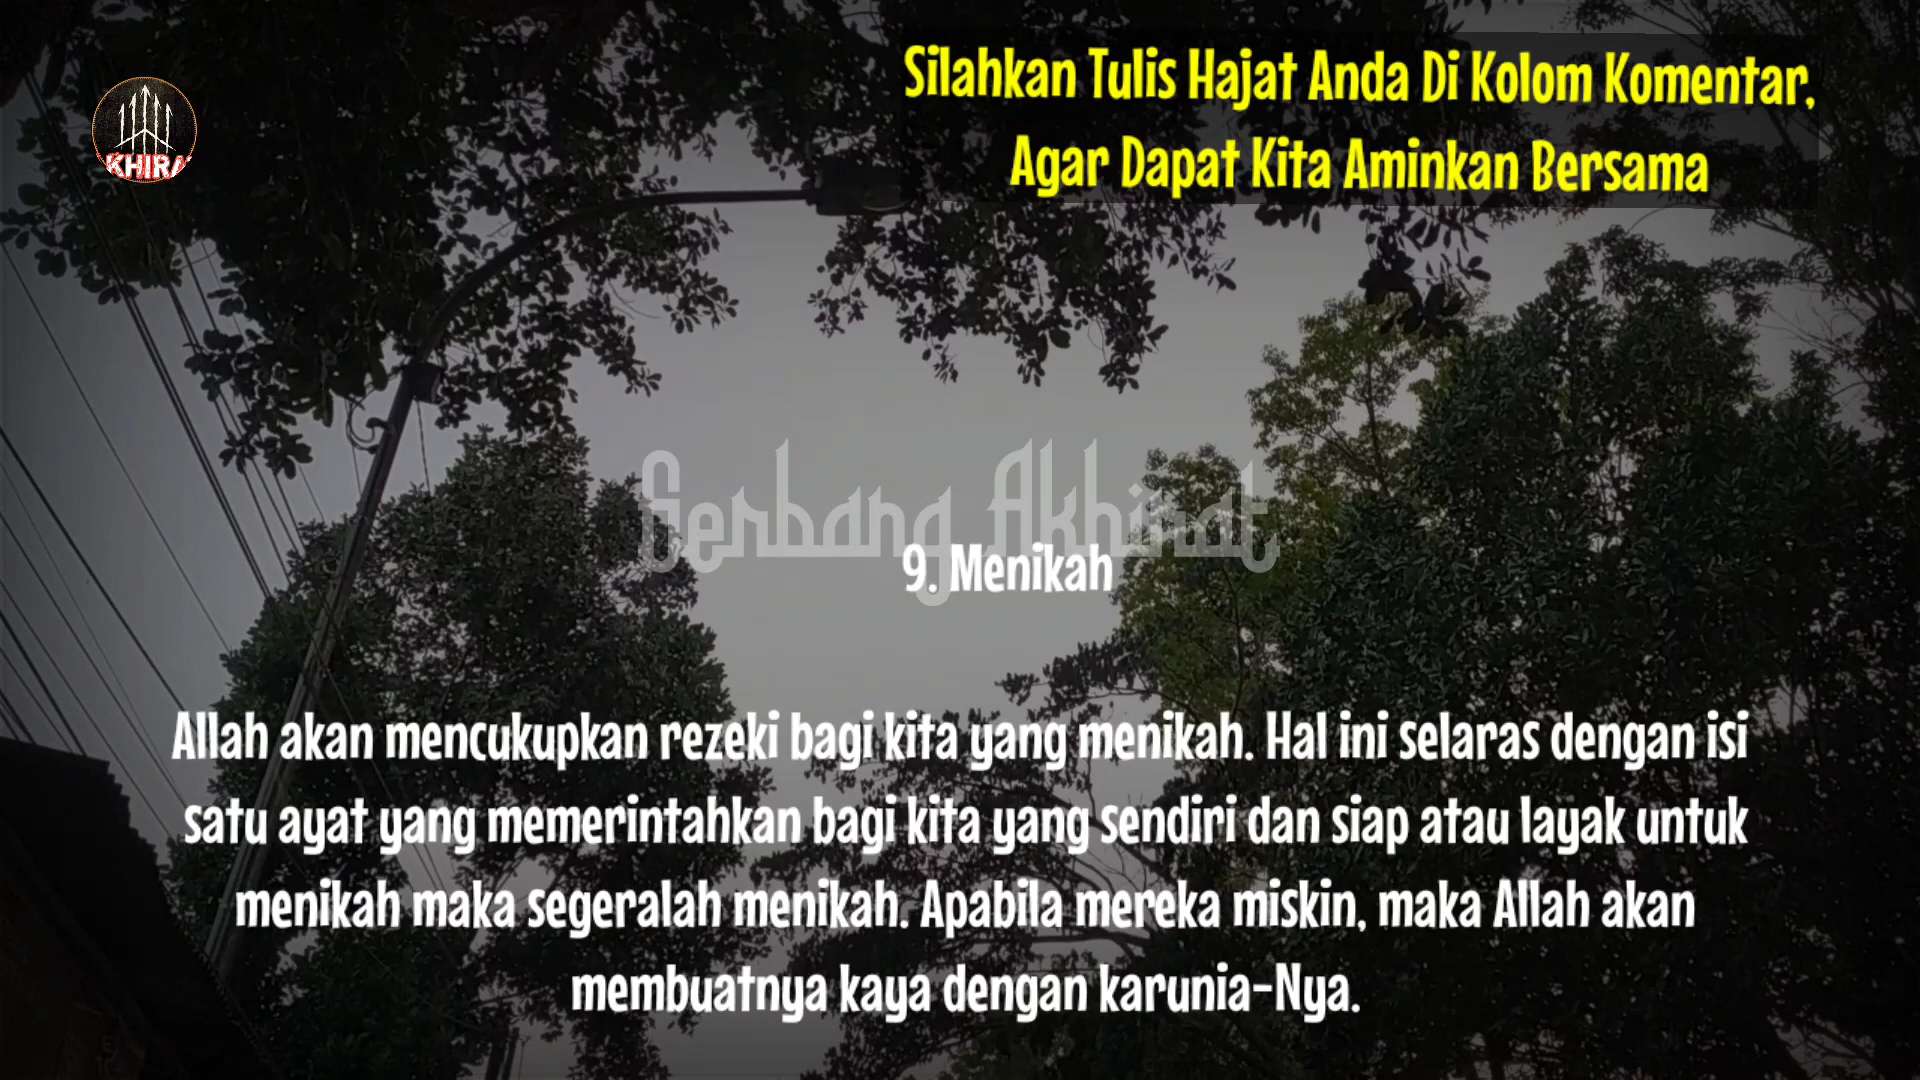 Silahkan Tulis Hajat Anda Di Kolom Komentar,
Agar Dapat Kita Aminkan Bersama
KHIRA
Gerbang Akhirat
9. Menikah
Allah akan mencukupkan rezeki bagi kita yang menikah. Hal ini selaras dengan isi
satu ayat yang memerintahkan bagi kita yang sendiri dan siap atau layak untuk
menikah maka segeralah menikah. Apabila mereka miskin, maka Allah akan
membuatnya kaya dengan karunia-Nya.